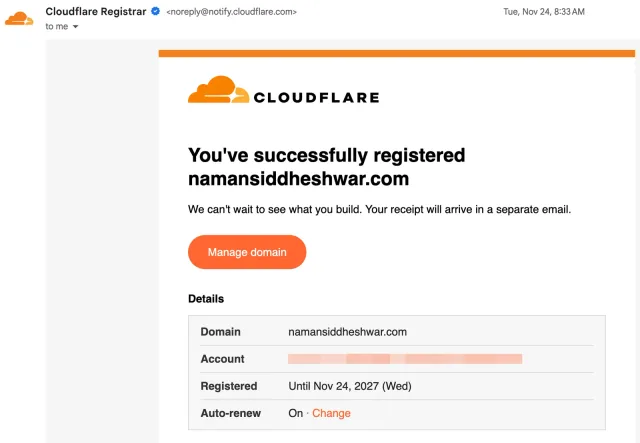 Cloudflare Registrar <noreply@notify.cloudflare.com> Tue, Nov 24, 8:33 AM
to me
CLOUDFLARE
You've successfully registered
namansiddheshwar.com
We can't wait to see what you build. Your receipt will arrive in a separate email.
Manage domain
Details
Domain namansiddheshwar.com
Account
Registered Until Nov 24, 2027 (Wed)
Auto-renew On · Change